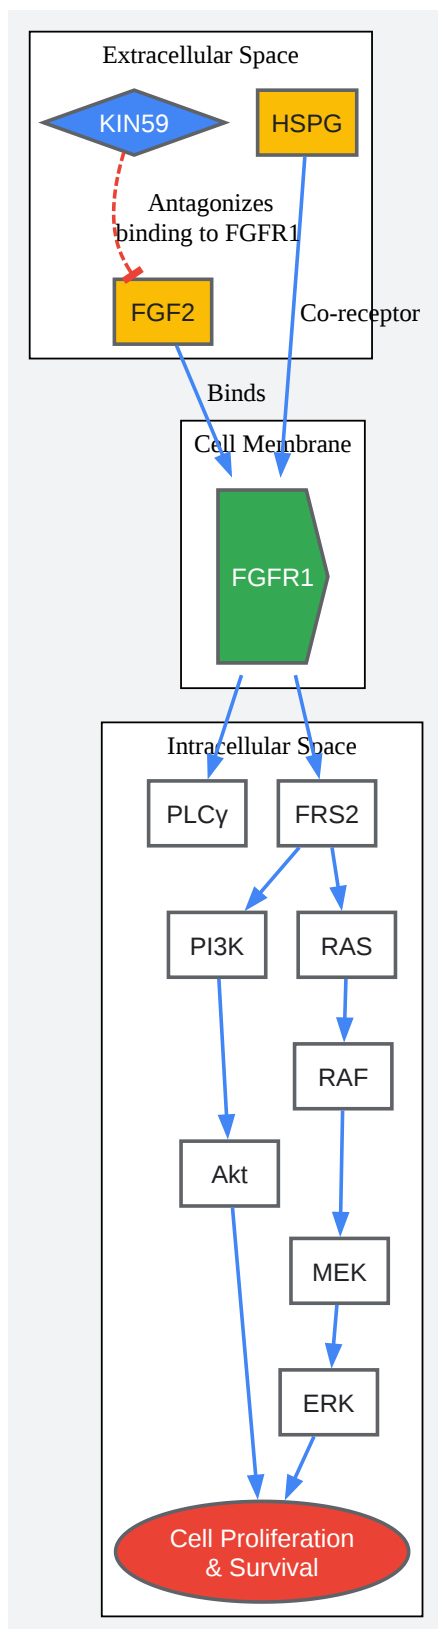 Extracellular Space
KIN59
HSPG
Antagonizes
binding to FGFR1
FGF2
Co-receptor
Binds
Cell Membrane
FGFR1
Intracellular Space
PLCγ
FRS2
PI3K
RAS
RAF
Akt
MEK
ERK
Cell Proliferation
& Survival